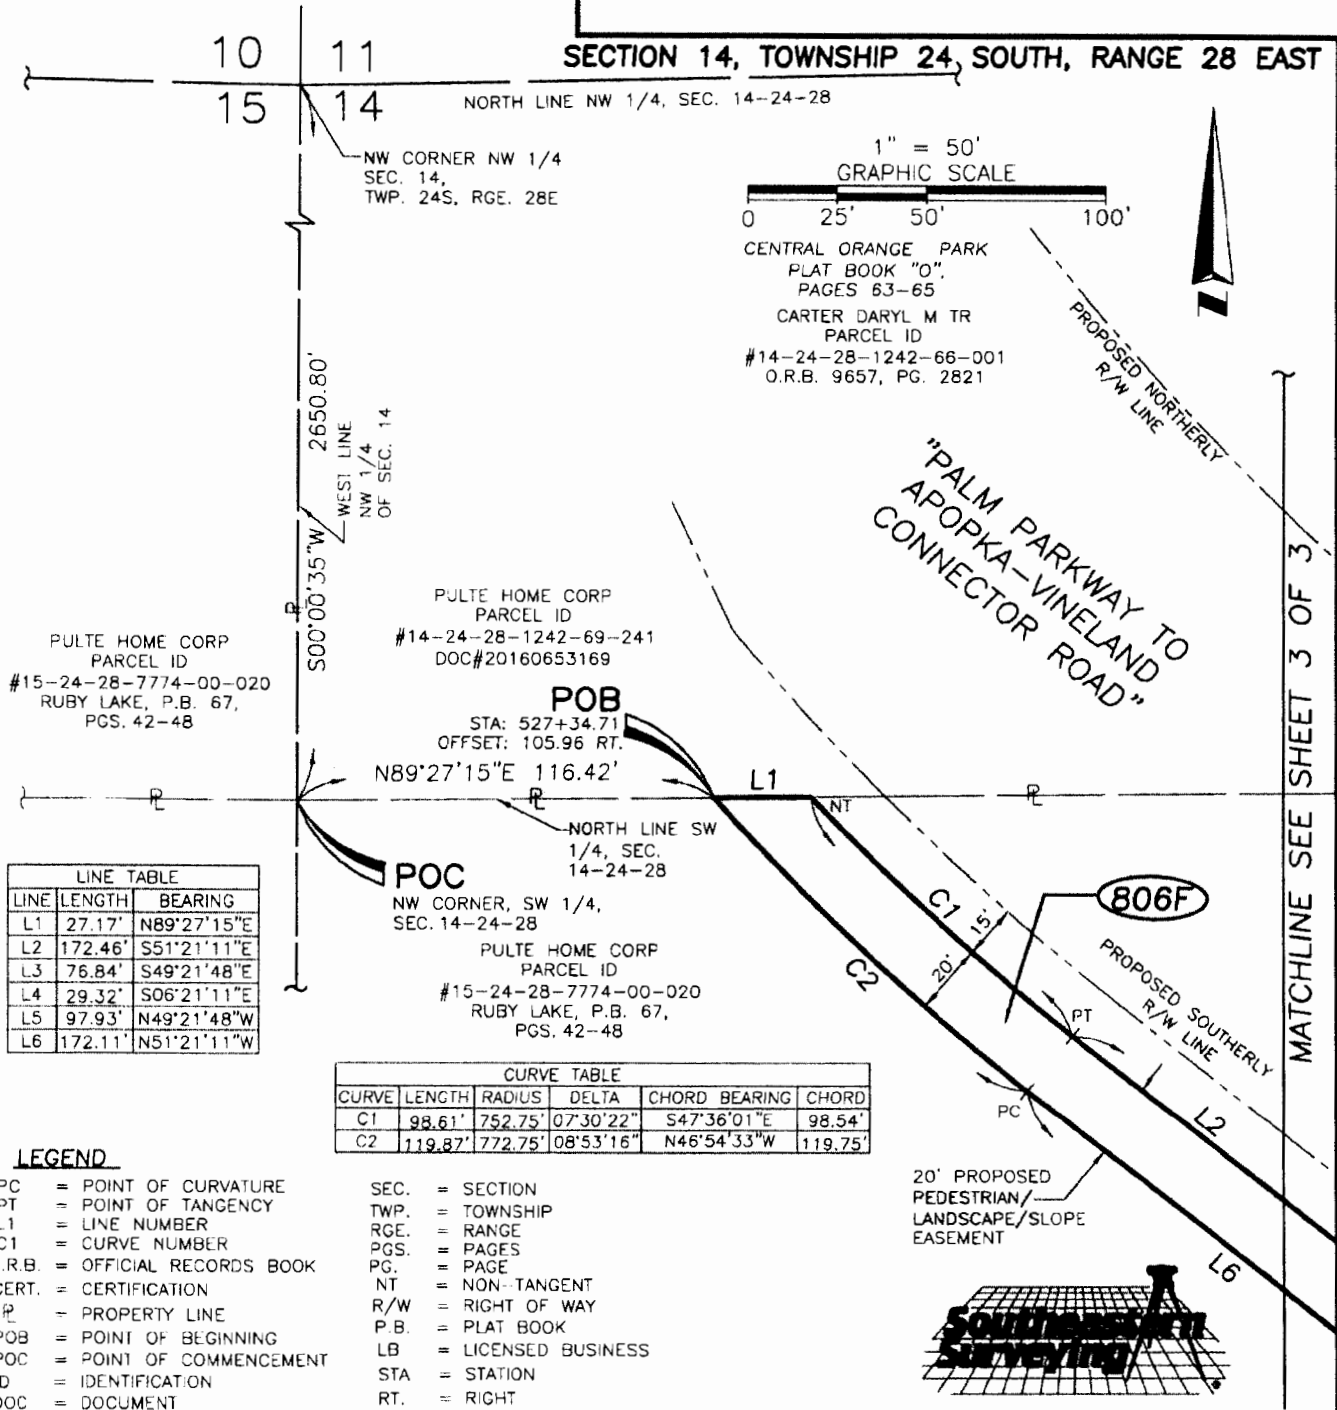 SECTION 14, TOWNSHIP 24, SOUTH, RANGE 28 EAST
10 11
15 14
NORTH LINE NW 1/4, SEC. 14-24-28
NW CORNER NW 1/4
SEC. 14,
TWP. 24S, RGE. 28E
1" = 50'
GRAPHIC SCALE
0 25' 50' 100'
CENTRAL ORANGE PARK
PLAT BOOK "O",
PAGES 63-65
CARTER DARYL M TR
PARCEL ID
#14-24-28-1242-66-001
O.R.B. 9657, PG. 2821
PROPOSED NORTHERLY
R/W LINE
S00°00'35"W 2650.80'
WEST LINE
NW 1/4
OF SEC. 14
"PALM PARKWAY TO
APOPKA-VINELAND
CONNECTOR ROAD"
MATCHLINE SEE SHEET 3 OF 3
PULTE HOME CORP
PARCEL ID
#14-24-28-1242-69-241
DOC#20160653169
PULTE HOME CORP
PARCEL ID
#15-24-28-7774-00-020
RUBY LAKE, P.B. 67,
PGS. 42-48
POB
STA: 527+34.71
OFFSET: 105.96 RT.
N89°27'15"E 116.42'
L1
NT
NORTH LINE SW
1/4, SEC.
14-24-28
POC
NW CORNER, SW 1/4,
SEC. 14-24-28
PULTE HOME CORP
PARCEL ID
#15-24-28-7774-00-020
RUBY LAKE, P.B. 67,
PGS. 42-48
C1
15'
20'
C2
806F
PROPOSED SOUTHERLY
R/W LINE
PT
PC
L2
L6
20' PROPOSED
PEDESTRIAN/
LANDSCAPE/SLOPE
EASEMENT
LINE TABLE
LINE LENGTH BEARING
L1 27.17' N89°27'15"E
L2 172.46' S51°21'11"E
L3 76.84' S49°21'48"E
L4 29.32' S06°21'11"E
L5 97.93' N49°21'48"W
L6 172.11' N51°21'11"W
CURVE TABLE
CURVE LENGTH RADIUS DELTA CHORD BEARING CHORD
C1 98.61' 752.75' 07°30'22" S47°36'01"E 98.54'
C2 119.87' 772.75' 08°53'16" N46°54'33"W 119.75'
LEGEND
PC = POINT OF CURVATURE
PT = POINT OF TANGENCY
L1 = LINE NUMBER
C1 = CURVE NUMBER
.R.B. = OFFICIAL RECORDS BOOK
CERT. = CERTIFICATION
℄ = PROPERTY LINE
POB = POINT OF BEGINNING
POC = POINT OF COMMENCEMENT
ID = IDENTIFICATION
DOC = DOCUMENT
SEC. = SECTION
TWP. = TOWNSHIP
RGE. = RANGE
PGS. = PAGES
PG. = PAGE
NT = NON-TANGENT
R/W = RIGHT OF WAY
P.B. = PLAT BOOK
LB = LICENSED BUSINESS
STA = STATION
RT. = RIGHT
Southeastern
Surveying